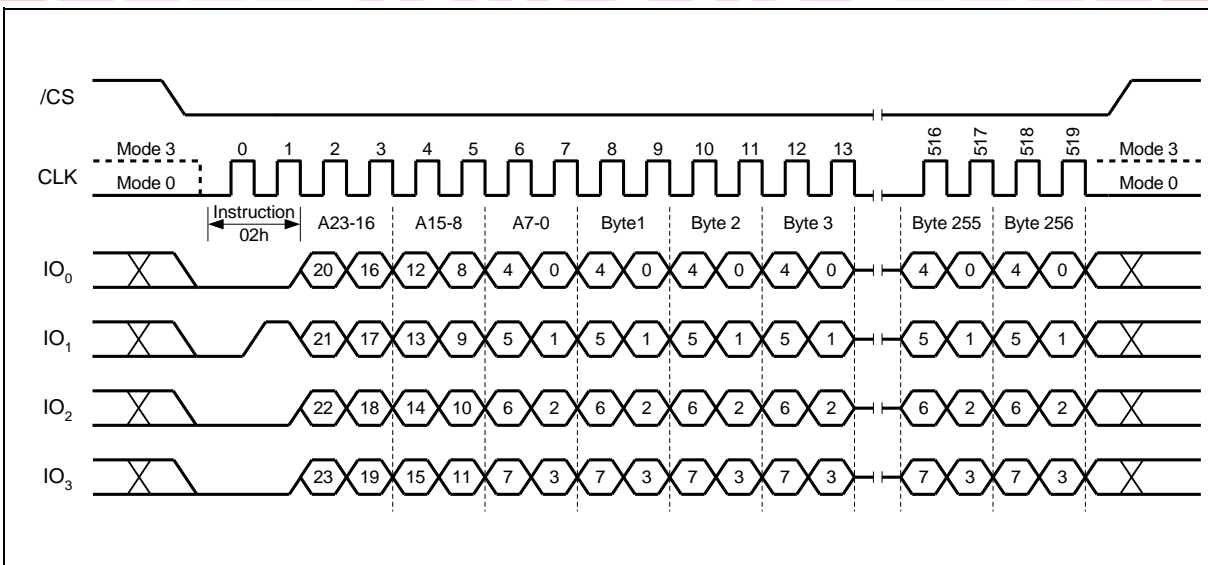 /CS
Mode 3 0 1 2 3 4 5 6 7 8 9 10 11 12 13 516 517 518 519 Mode 3
CLK
Mode 0 Mode 0
Instruction
02h
A23-16 A15-8 A7-0 Byte1 Byte 2 Byte 3 Byte 255 Byte 256
IO0 20 16 12 8 4 0 4 0 4 0 4 0 4 0 4 0
IO1 21 17 13 9 5 1 5 1 5 1 5 1 5 1 5 1
IO2 22 18 14 10 6 2 6 2 6 2 6 2 6 2 6 2
IO3 23 19 15 11 7 3 7 3 7 3 7 3 7 3 7 3